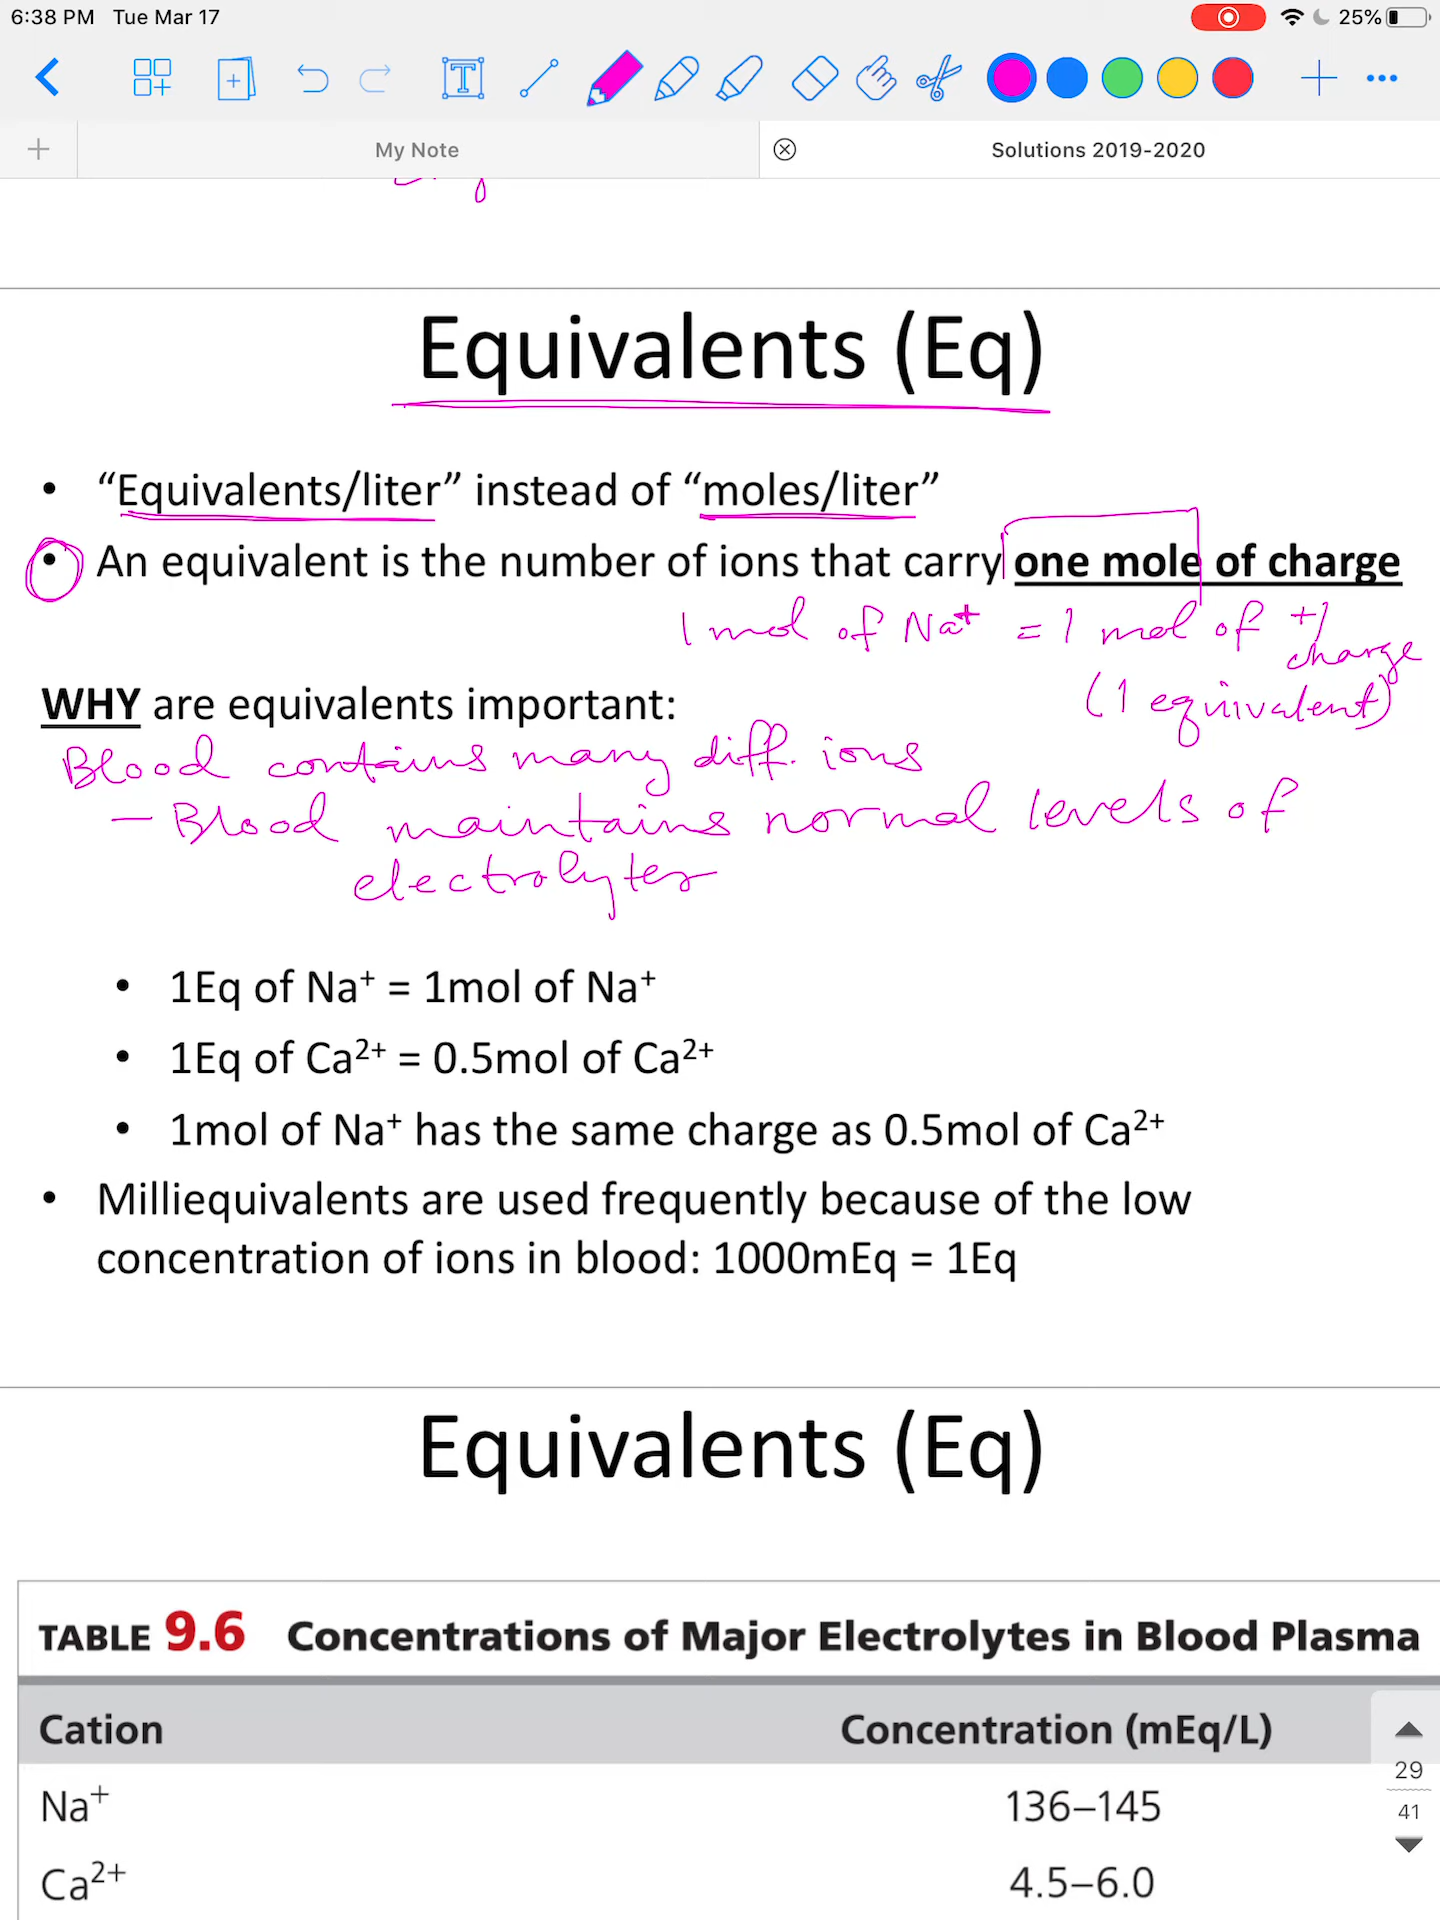 6:38 PM Tue Mar 17
25%
My Note
Solutions 2019-2020
Equivalents (Eq)
• “Equivalents/liter” instead of “moles/liter”
• An equivalent is the number of ions that carry one mole of charge
1 mol of Na⁺ = 1 mol of +1
charge
(1 equivalent)
WHY are equivalents important:
Blood contains many diff. ions
– Blood maintains normal levels of
electrolytes
• 1Eq of Na⁺ = 1mol of Na⁺
• 1Eq of Ca²⁺ = 0.5mol of Ca²⁺
• 1mol of Na⁺ has the same charge as 0.5mol of Ca²⁺
• Milliequivalents are used frequently because of the low
concentration of ions in blood: 1000mEq = 1Eq
Equivalents (Eq)
TABLE 9.6 Concentrations of Major Electrolytes in Blood Plasma
Cation Concentration (mEq/L)
29
Na⁺ 136–145
41
Ca²⁺ 4.5–6.0